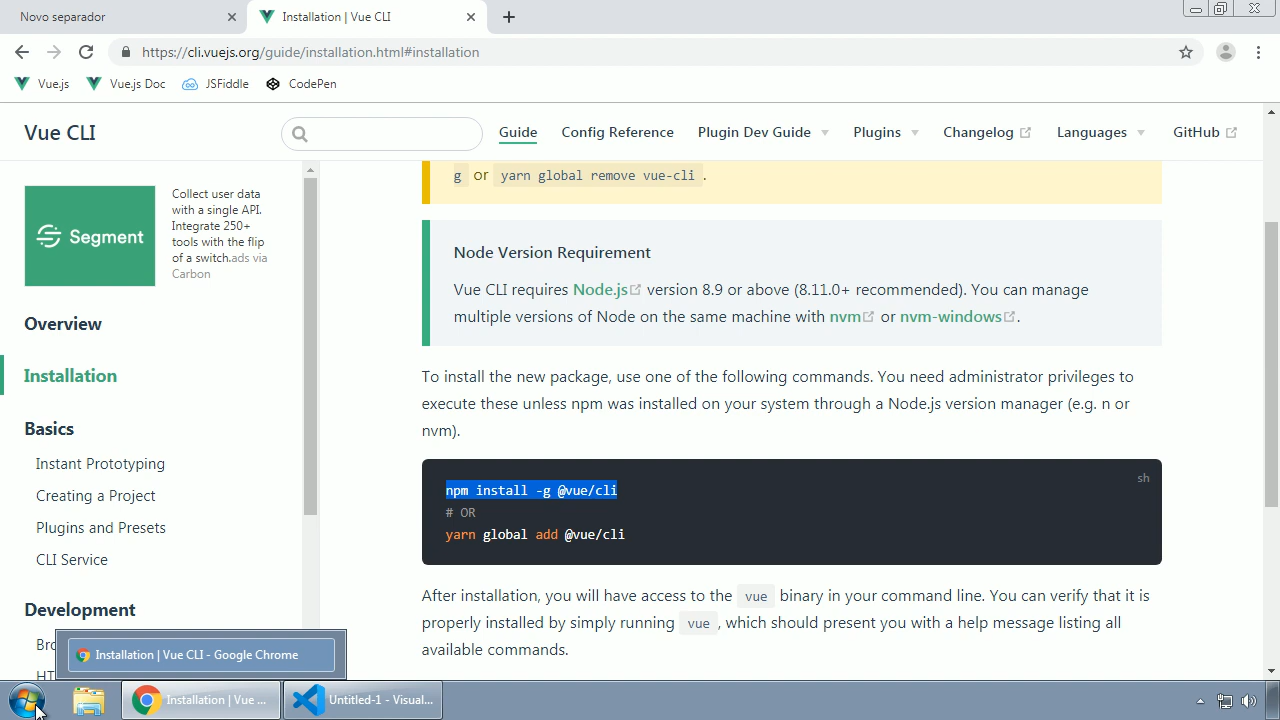 Novo separador
Installation | Vue CLI
https://cli.vuejs.org/guide/installation.html#installation
Vue.js
Vue.js Doc
JSFiddle
CodePen
Vue CLI
Guide
Config Reference
Plugin Dev Guide
Plugins
Changelog
Languages
GitHub
Segment
Collect user data
with a single API.
Integrate 250+
tools with the flip
of a switch.ads via
Carbon
Overview
Installation
Basics
Instant Prototyping
Creating a Project
Plugins and Presets
CLI Service
Development
g or yarn global remove vue-cli .
Node Version Requirement
Vue CLI requires Node.js version 8.9 or above (8.11.0+ recommended). You can manage
multiple versions of Node on the same machine with nvm or nvm-windows.
To install the new package, use one of the following commands. You need administrator privileges to
execute these unless npm was installed on your system through a Node.js version manager (e.g. n or
nvm).
sh
npm install -g @vue/cli
# OR
yarn global add @vue/cli
After installation, you will have access to the vue binary in your command line. You can verify that it is
properly installed by simply running vue , which should present you with a help message listing all
available commands.
Installation | Vue CLI - Google Chrome
Installation | Vue ...
Untitled-1 - Visual...